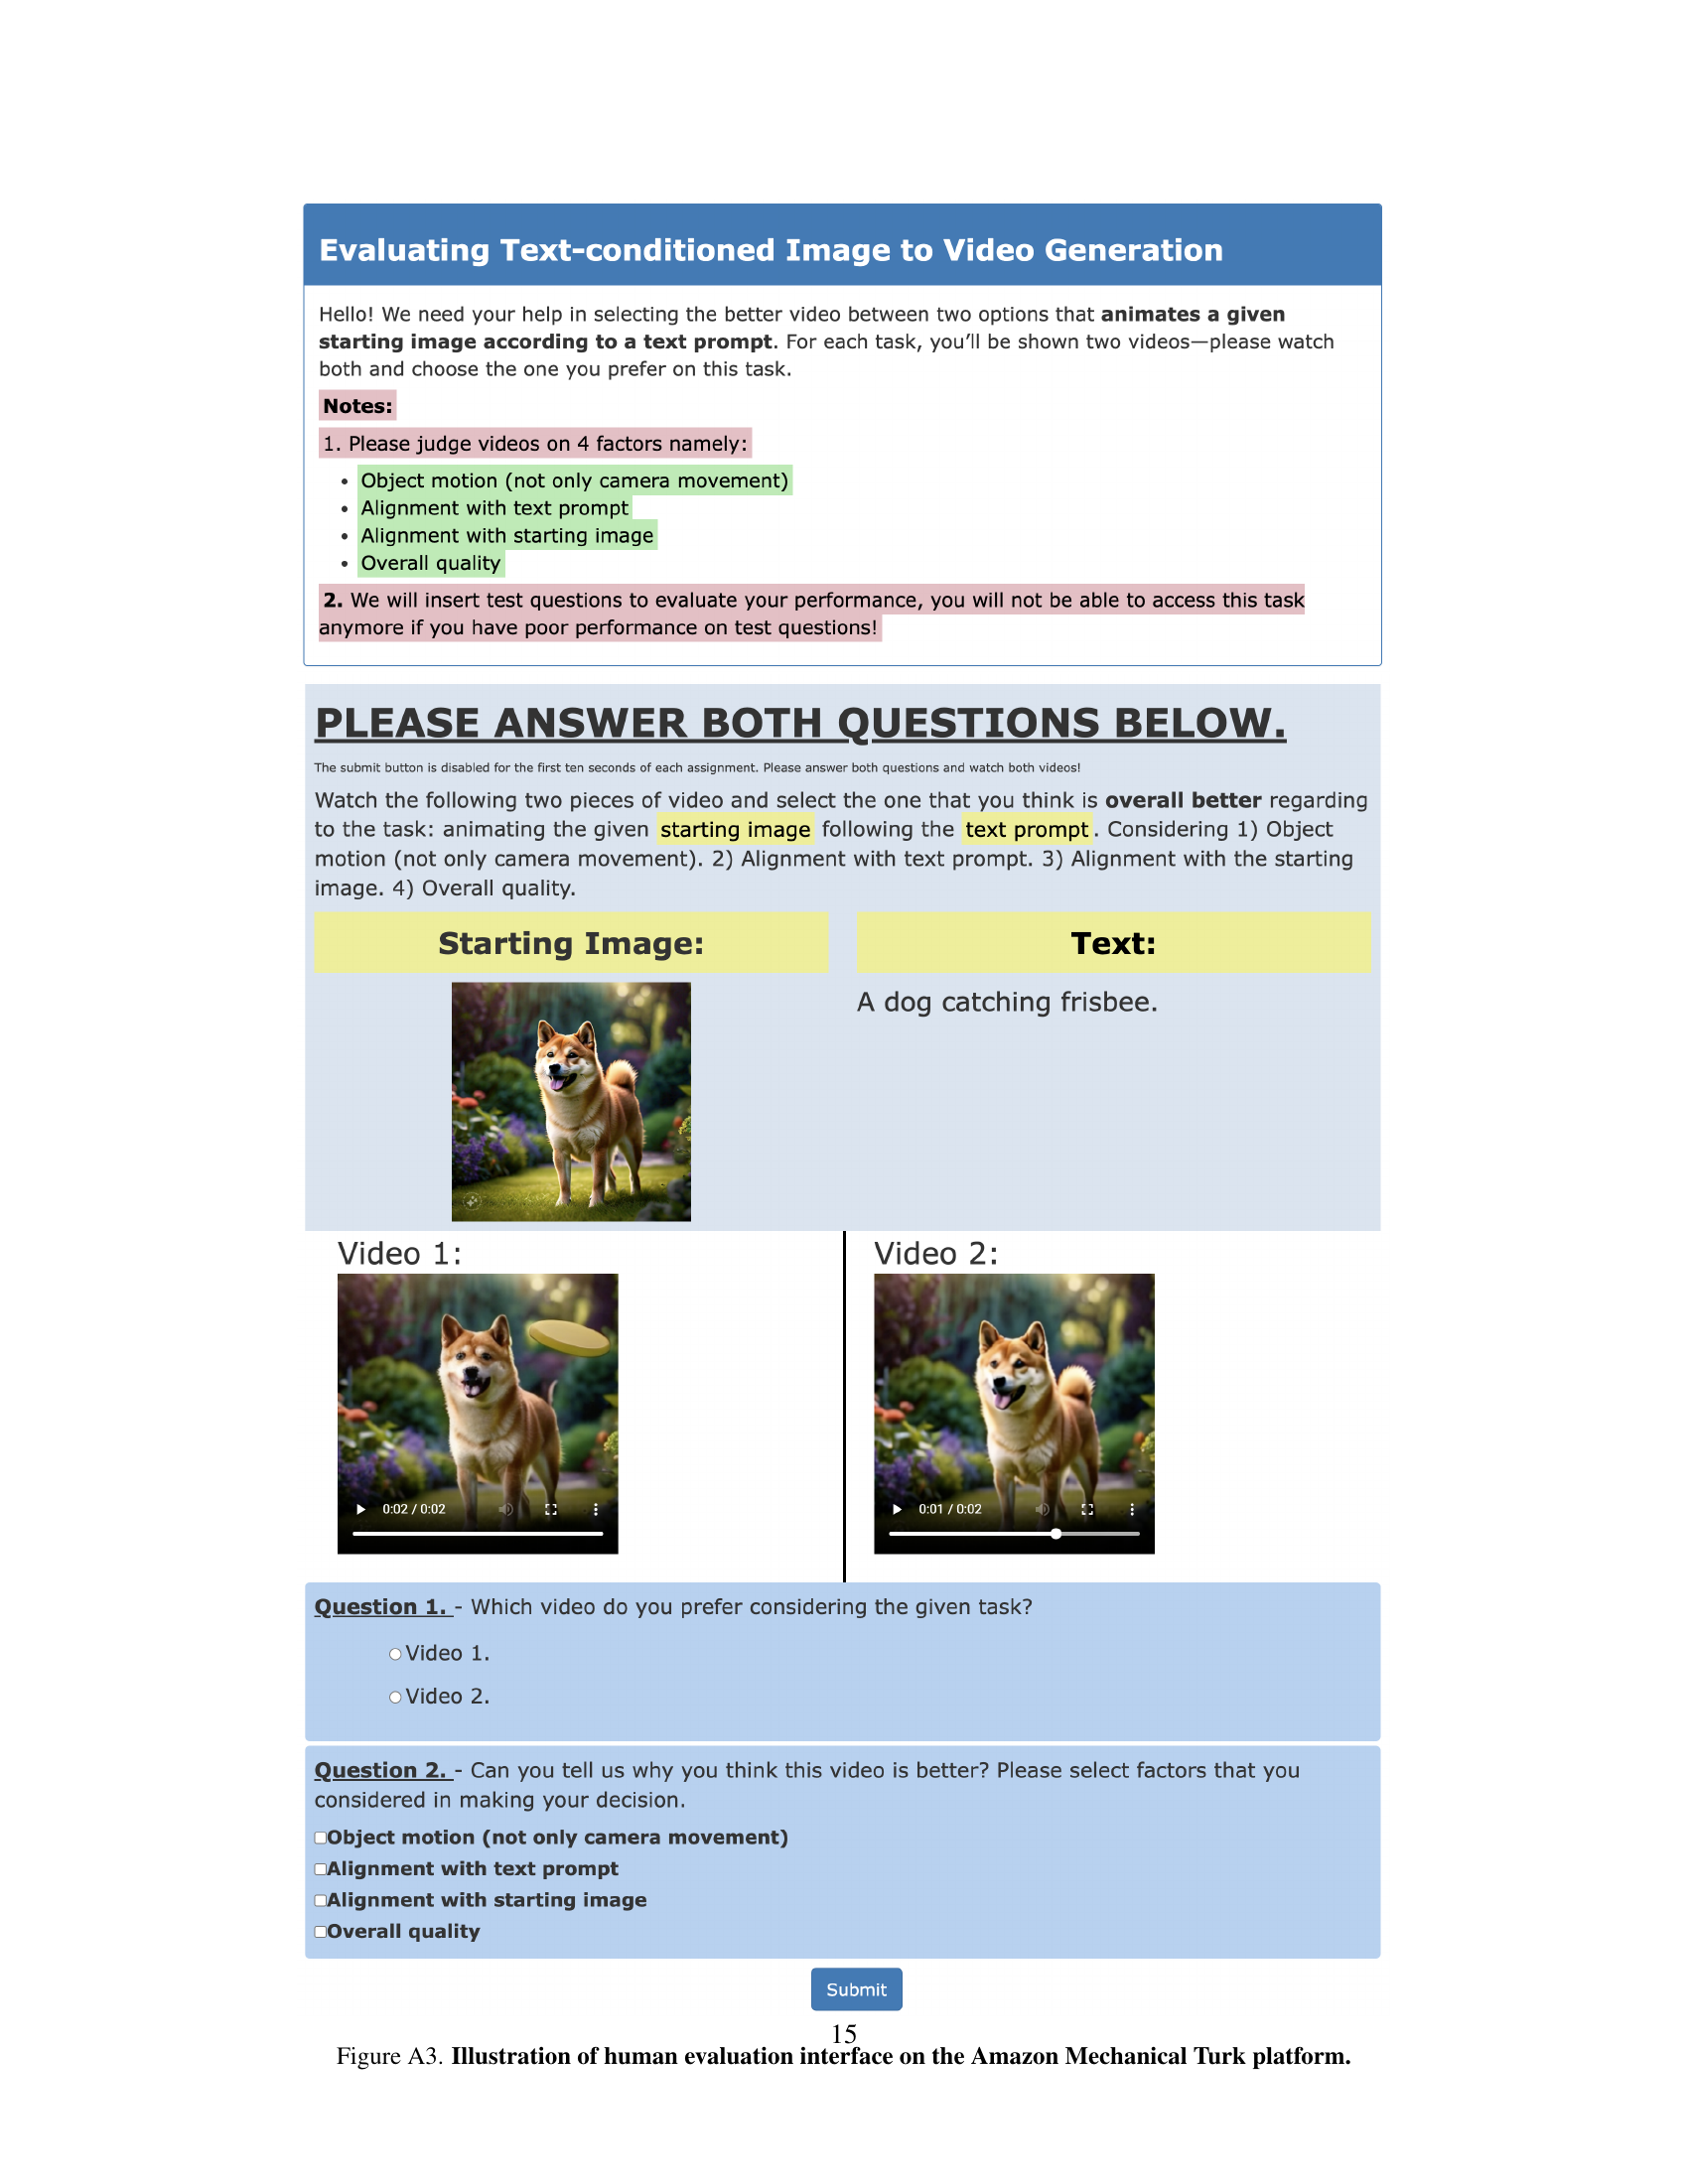 Evaluating Text-conditioned Image to Video Generation
Hello! We need your help in selecting the better video between two options that animates a given
starting image according to a text prompt. For each task, you’ll be shown two videos—please watch
both and choose the one you prefer on this task.
Notes:
1. Please judge videos on 4 factors namely:
• Object motion (not only camera movement)
• Alignment with text prompt
• Alignment with starting image
• Overall quality
2. We will insert test questions to evaluate your performance, you will not be able to access this task
anymore if you have poor performance on test questions!
PLEASE ANSWER BOTH QUESTIONS BELOW.
The submit button is disabled for the first ten seconds of each assignment. Please answer both questions and watch both videos!
Watch the following two pieces of video and select the one that you think is overall better regarding
to the task: animating the given starting image following the text prompt. Considering 1) Object
motion (not only camera movement). 2) Alignment with text prompt. 3) Alignment with the starting
image. 4) Overall quality.
Starting Image:
Text:
A dog catching frisbee.
Video 1:
0:02 / 0:02
Video 2:
0:01 / 0:02
Question 1. - Which video do you prefer considering the given task?
Video 1.
Video 2.
Question 2. - Can you tell us why you think this video is better? Please select factors that you
considered in making your decision.
Object motion (not only camera movement)
Alignment with text prompt
Alignment with starting image
Overall quality
Submit
15
Figure A3. Illustration of human evaluation interface on the Amazon Mechanical Turk platform.